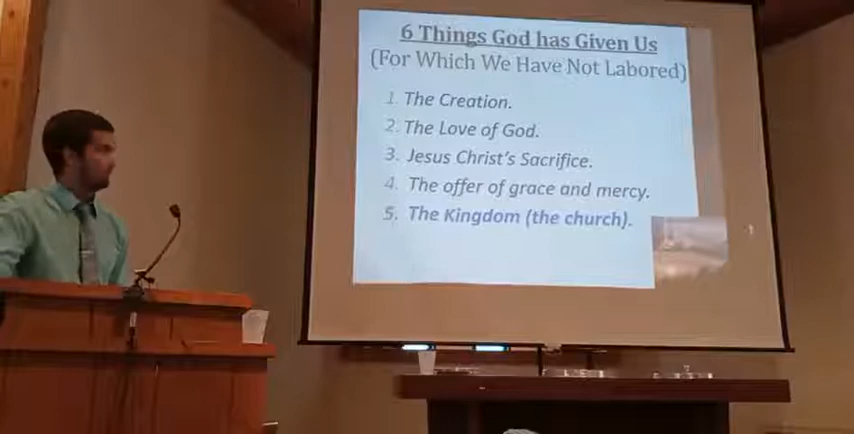 6 Things God has Given Us
(For Which We Have Not Labored)
1. The Creation.
2. The Love of God.
3. Jesus Christ's Sacrifice.
4. The offer of grace and mercy.
5. The Kingdom (the church).